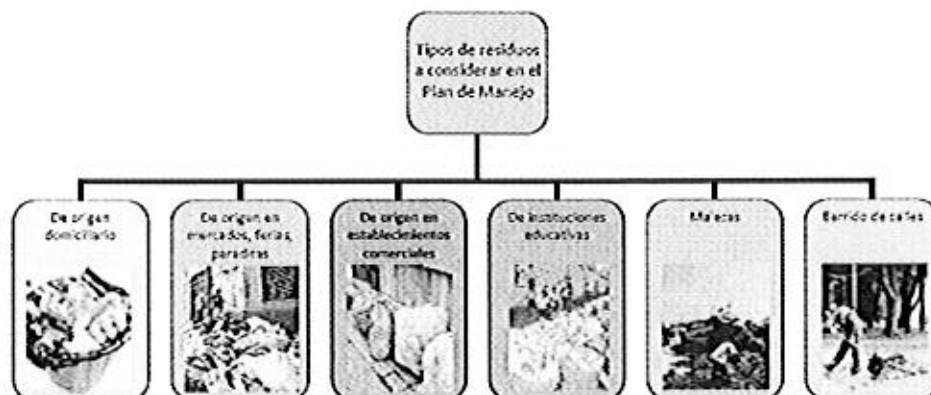 Tipos de residuos
a considerar en el
Plan de Manejo
De origen
domiciliario
De origen en
mercados, ferias,
paraditas
De origen en
establecimientos
comerciales
De instituciones
educativas
Malezas
Barrido de calles